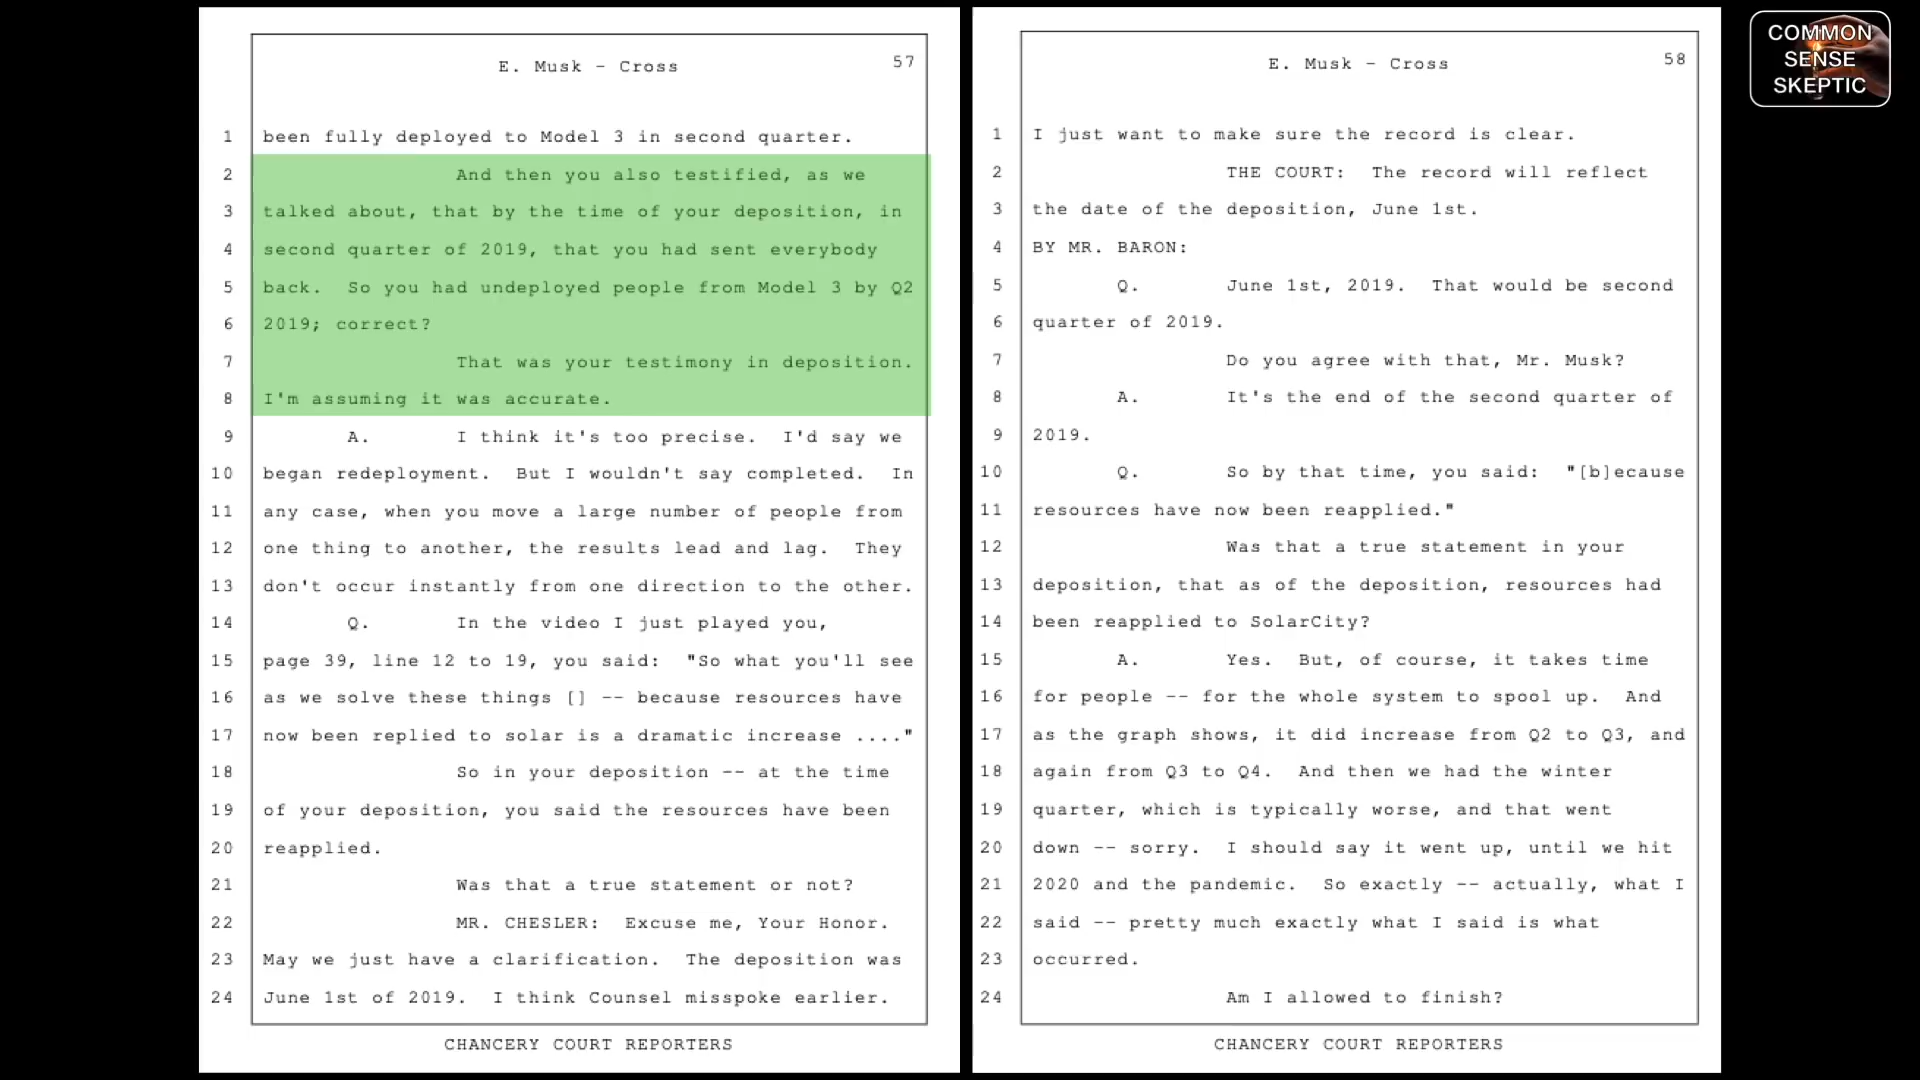 E. Musk - Cross 57
1 been fully deployed to Model 3 in second quarter.
2 And then you also testified, as we
3 talked about, that by the time of your deposition, in
4 second quarter of 2019, that you had sent everybody
5 back. So you had undeployed people from Model 3 by Q2
6 2019; correct?
7 That was your testimony in deposition.
8 I'm assuming it was accurate.
9 A. I think it's too precise. I'd say we
10 began redeployment. But I wouldn't say completed. In
11 any case, when you move a large number of people from
12 one thing to another, the results lead and lag. They
13 don't occur instantly from one direction to the other.
14 Q. In the video I just played you,
15 page 39, line 12 to 19, you said: "So what you'll see
16 as we solve these things [] -- because resources have
17 now been replied to solar is a dramatic increase ...."
18 So in your deposition -- at the time
19 of your deposition, you said the resources have been
20 reapplied.
21 Was that a true statement or not?
22 MR. CHESLER: Excuse me, Your Honor.
23 May we just have a clarification. The deposition was
24 June 1st of 2019. I think Counsel misspoke earlier.
CHANCERY COURT REPORTERS
E. Musk - Cross 58
1 I just want to make sure the record is clear.
2 THE COURT: The record will reflect
3 the date of the deposition, June 1st.
4 BY MR. BARON:
5 Q. June 1st, 2019. That would be second
6 quarter of 2019.
7 Do you agree with that, Mr. Musk?
8 A. It's the end of the second quarter of
9 2019.
10 Q. So by that time, you said: "[b]ecause
11 resources have now been reapplied."
12 Was that a true statement in your
13 deposition, that as of the deposition, resources had
14 been reapplied to SolarCity?
15 A. Yes. But, of course, it takes time
16 for people -- for the whole system to spool up. And
17 as the graph shows, it did increase from Q2 to Q3, and
18 again from Q3 to Q4. And then we had the winter
19 quarter, which is typically worse, and that went
20 down -- sorry. I should say it went up, until we hit
21 2020 and the pandemic. So exactly -- actually, what I
22 said -- pretty much exactly what I said is what
23 occurred.
24 Am I allowed to finish?
CHANCERY COURT REPORTERS
COMMON
SENSE
SKEPTIC